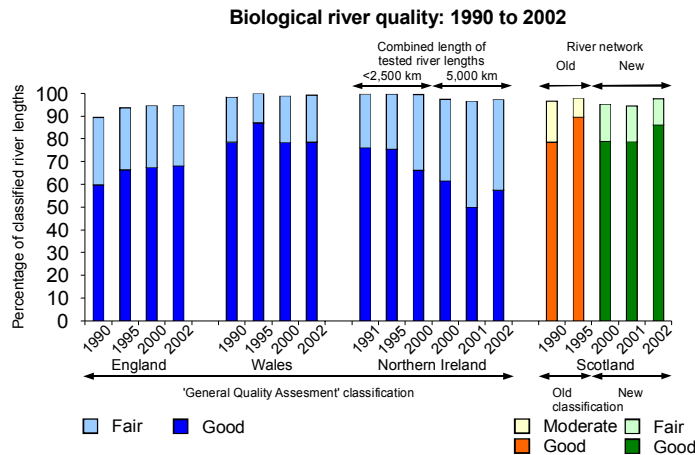 Biological river quality: 1990 to 2002
Combined length of
tested river lengths
<2,500 km 5,000 km
River network
Old New
Percentage of classified river lengths
100
90
80
70
60
50
40
30
20
10
0
1990 1995 2000 2002 1990 1995 2000 2002 1991 1995 2000 2000 2001 2002 1990 1995 2000 2001 2002
England Wales Northern Ireland Scotland
'General Quality Assesment' classification
Old New
classification
Fair Good
Moderate Fair
Good Good